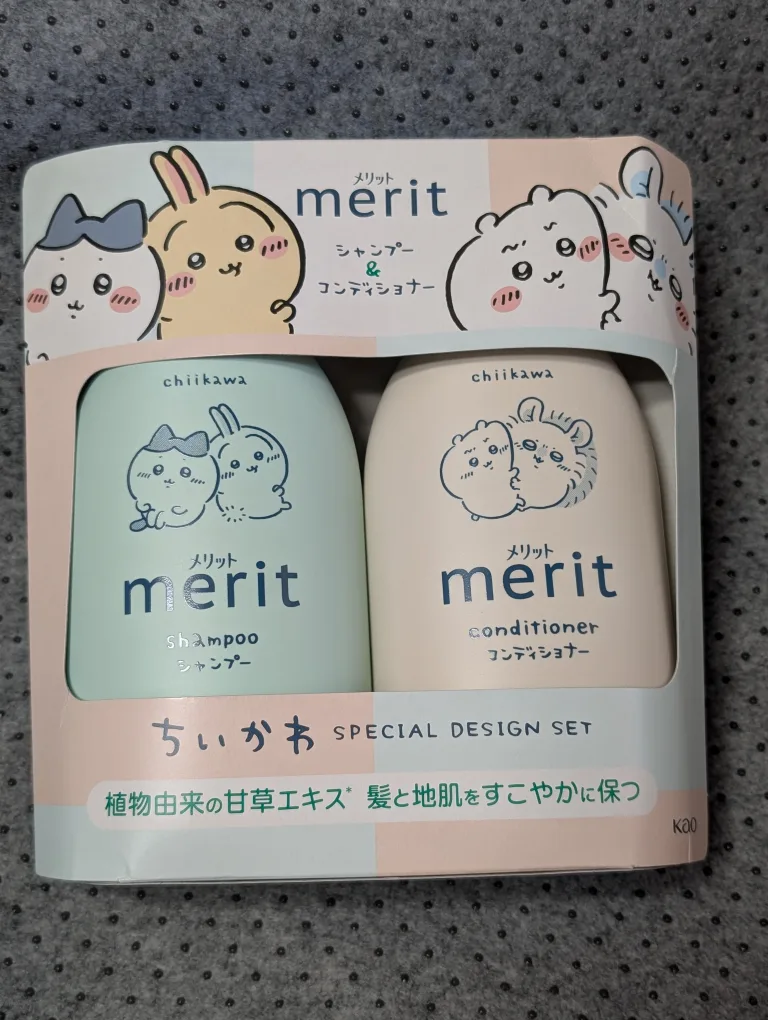 メリット
merit
シャンプー
&
コンディショナー
chiikawa
メリット
merit
shampoo
シャンプー
chiikawa
メリット
merit
conditioner
コンディショナー
ちいかわ SPECIAL DESIGN SET
植物由来の甘草エキス* 髪と地肌をすこやかに保つ
Kao